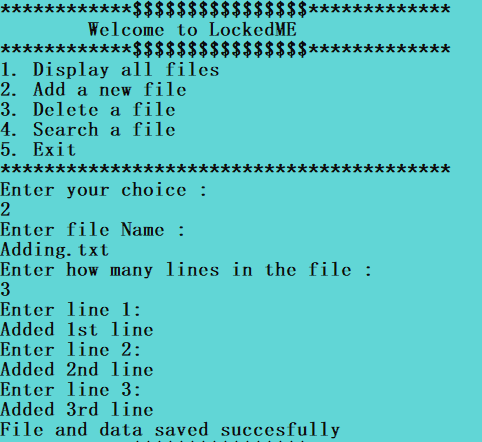 ************$$$$$$$$$$$$$$$$*************
Welcome to LockedME
************$$$$$$$$$$$$$$$$*************
1. Display all files
2. Add a new file
3. Delete a file
4. Search a file
5. Exit
*****************************************
Enter your choice :
2
Enter file Name :
Adding.txt
Enter how many lines in the file :
3
Enter line 1:
Added 1st line
Enter line 2:
Added 2nd line
Enter line 3:
Added 3rd line
File and data saved succesfully